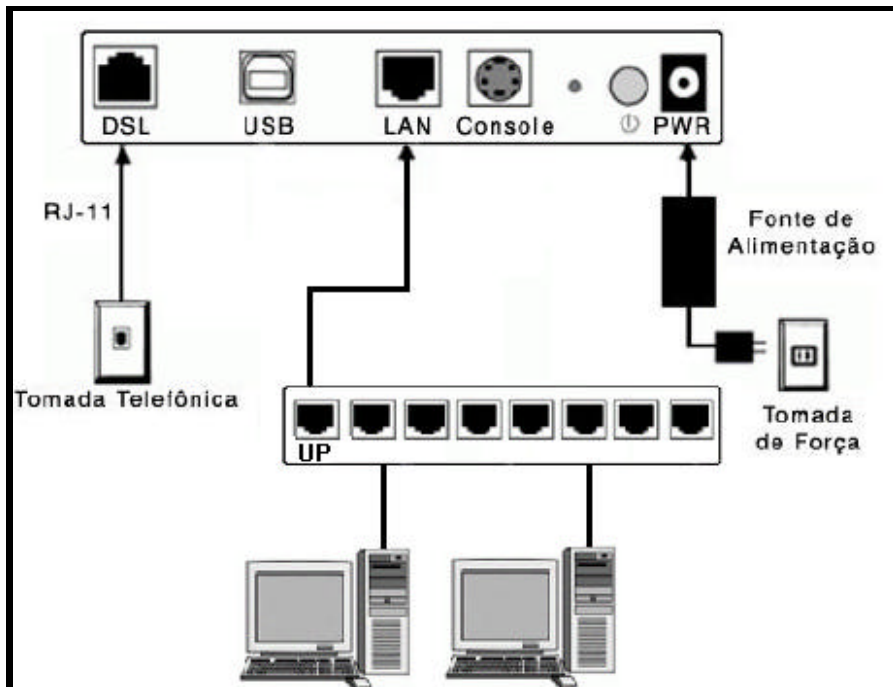 DSL
USB
LAN
Console
PWR
RJ-11
Fonte de
Alimentação
Tomada Telefônica
UP
Tomada
de Força